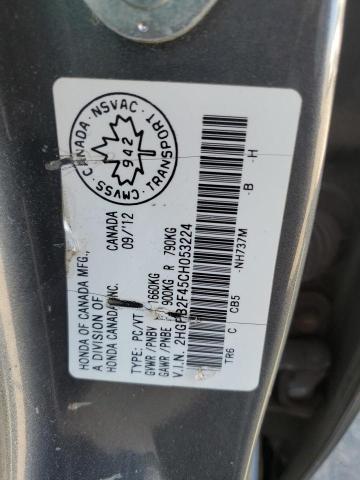 CMVSS - CANADA - NSVAC
TRANSPORT
942
HONDA OF CANADA MFG.,
A DIVISION OF
HONDA CANADA INC. CANADA
09/'12
TYPE: PC/VT
GVWR / PNBV 1660KG
GAWR / PNBE F 900KG R 790KG
V.I.N. 2HGFB2F45CH053224
TR6 C CB5 -NH737M -B -H